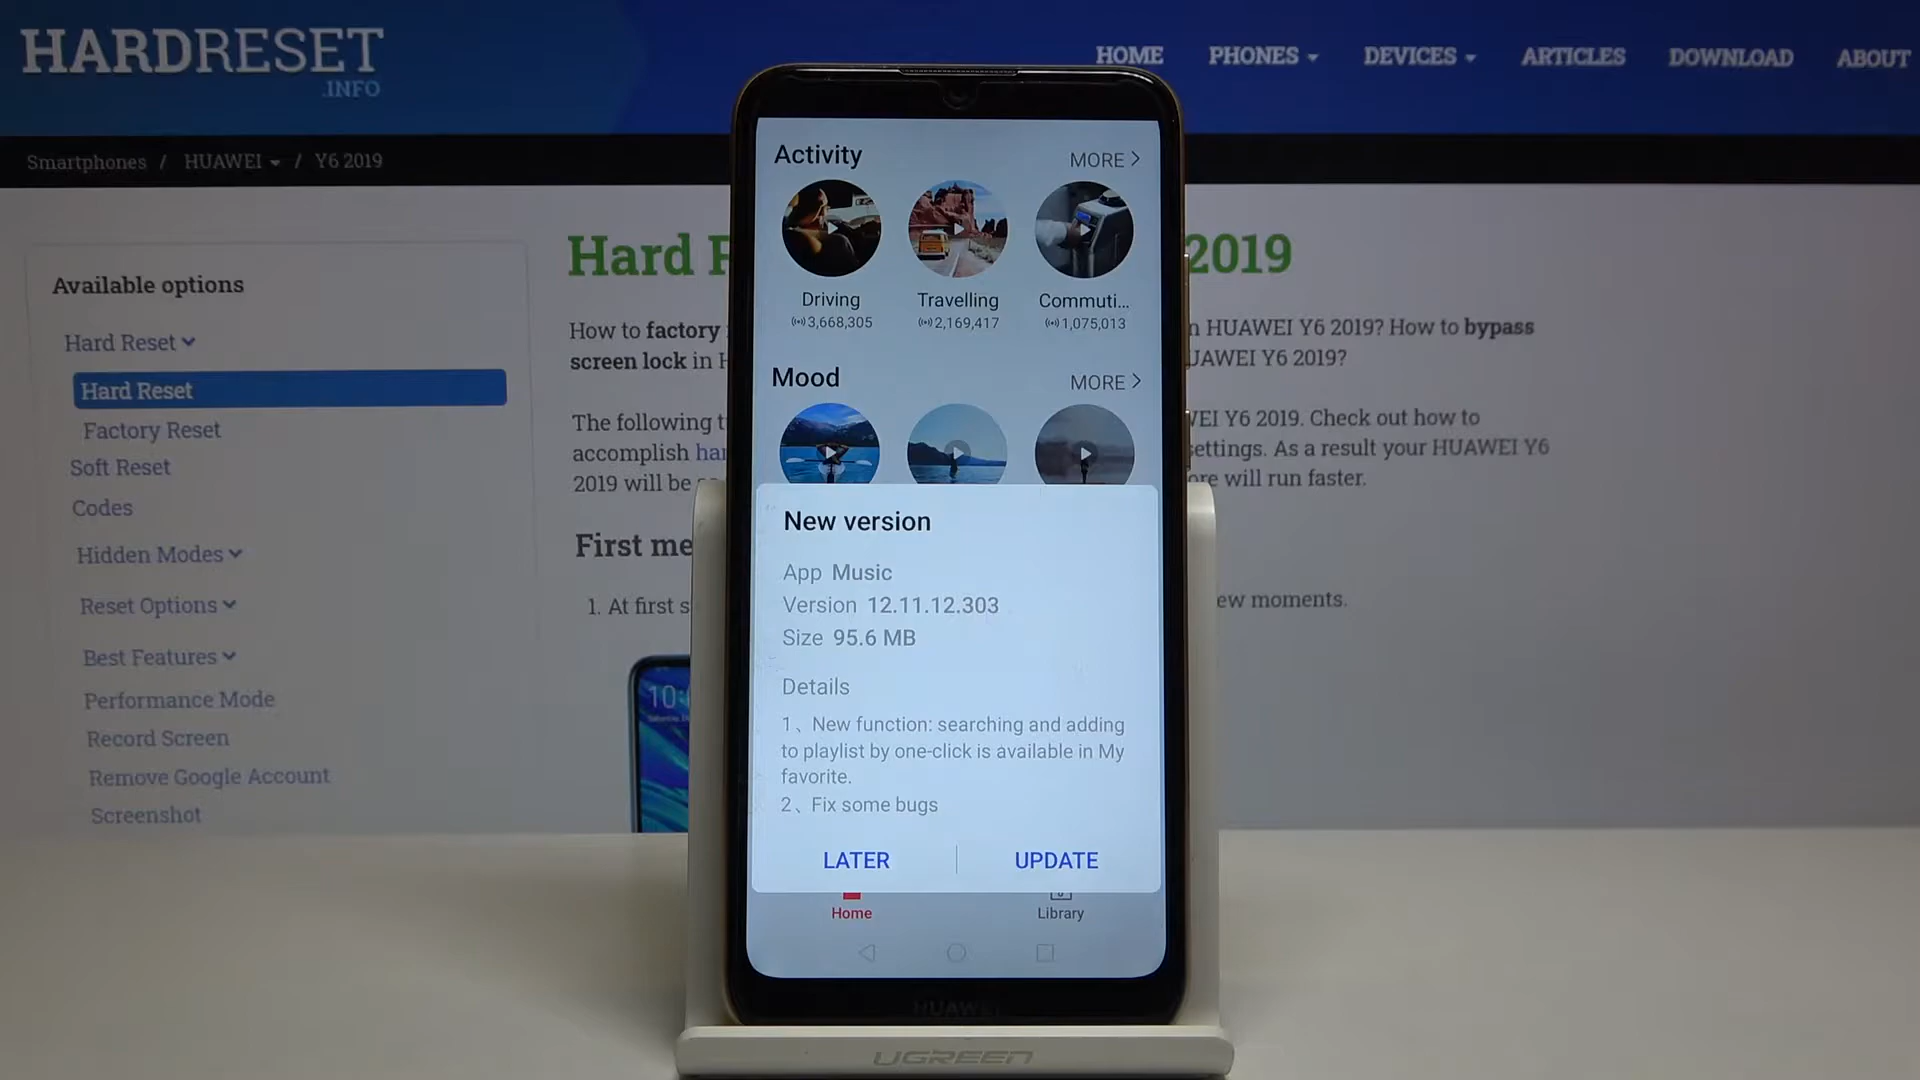 HARDRESET
.INFO
HOME PHONES DEVICES ARTICLES DOWNLOAD ABOUT
Smartphones / HUAWEI / Y6 2019
Available options
Hard Reset
Hard Reset
Factory Reset
Soft Reset
Codes
Hidden Modes
Reset Options
Best Features
Performance Mode
Record Screen
Remove Google Account
Screenshot
Hard 2019
How to factory HUAWEI Y6 2019? How to bypass
screen lock in UAWEI Y6 2019?
The following WEI Y6 2019. Check out how to
accomplish settings. As a result your HUAWEI Y6
2019 will be will run faster.
First
1. At first few moments.
Activity MORE >
Driving Travelling Commuti...
3,668,305 2,169,417 1,075,013
Mood MORE >
New version
App Music
Version 12.11.12.303
Size 95.6 MB
Details
1、New function: searching and adding
to playlist by one-click is available in My
favorite.
2、Fix some bugs
LATER UPDATE
Home Library
HUAWEI
UGREEN